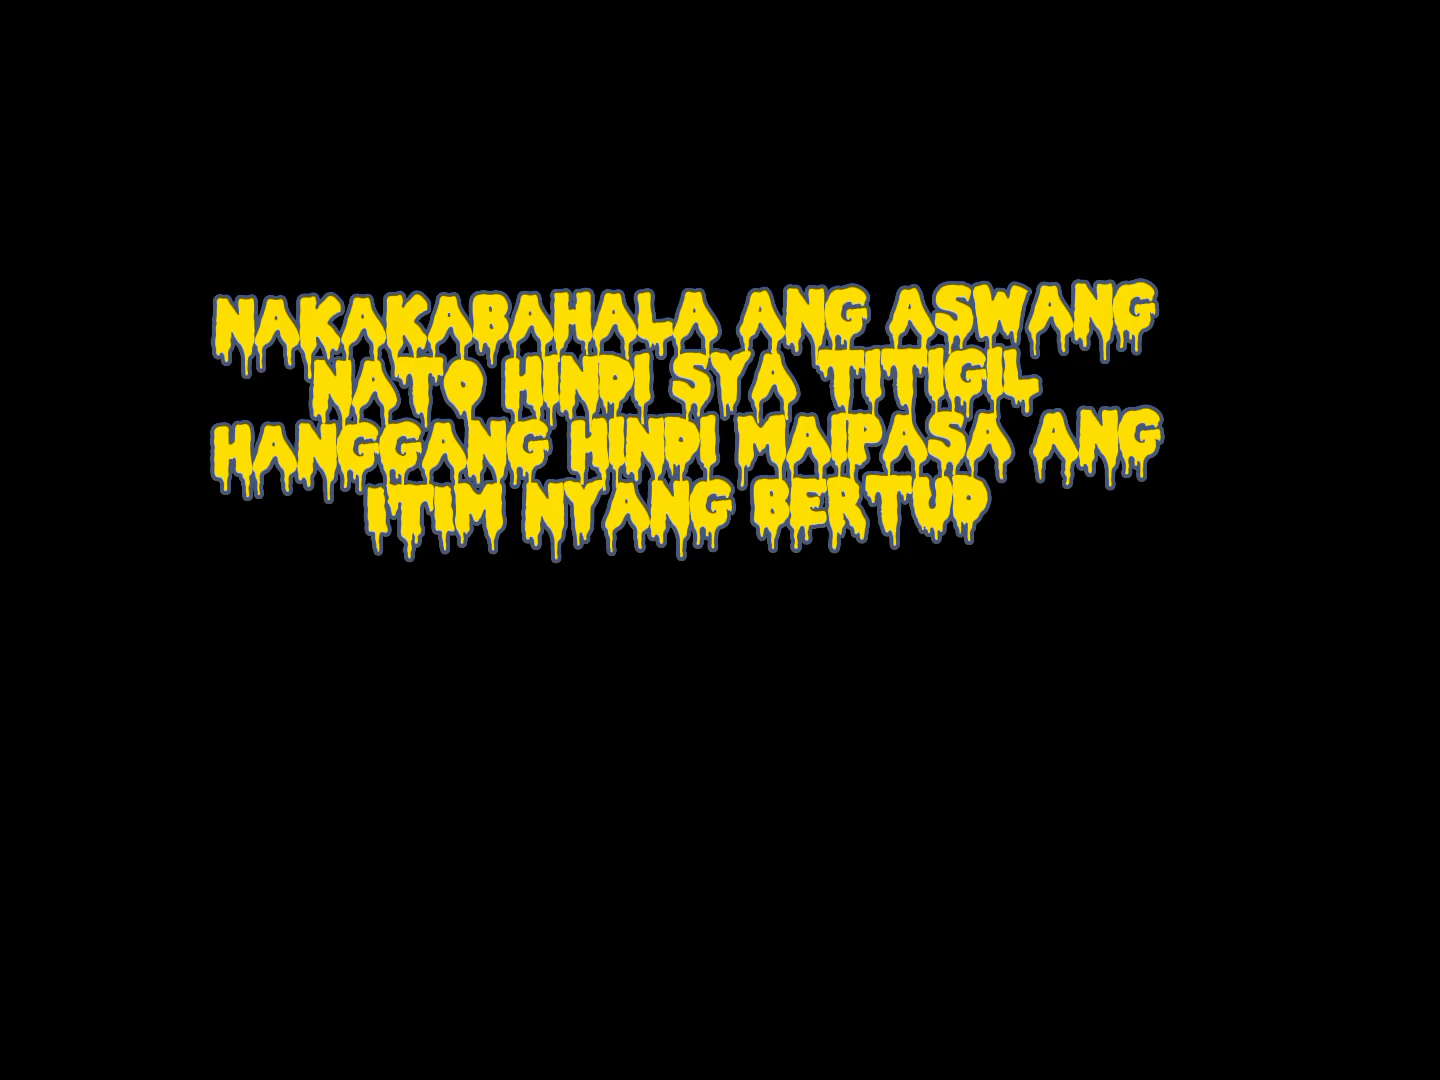 NAKAKABAHALA ANG ASWANG
NATO HINDI SYA TITIGIL
HANGGANG HINDI MAIPASA ANG
ITIM NYANG BERTUD